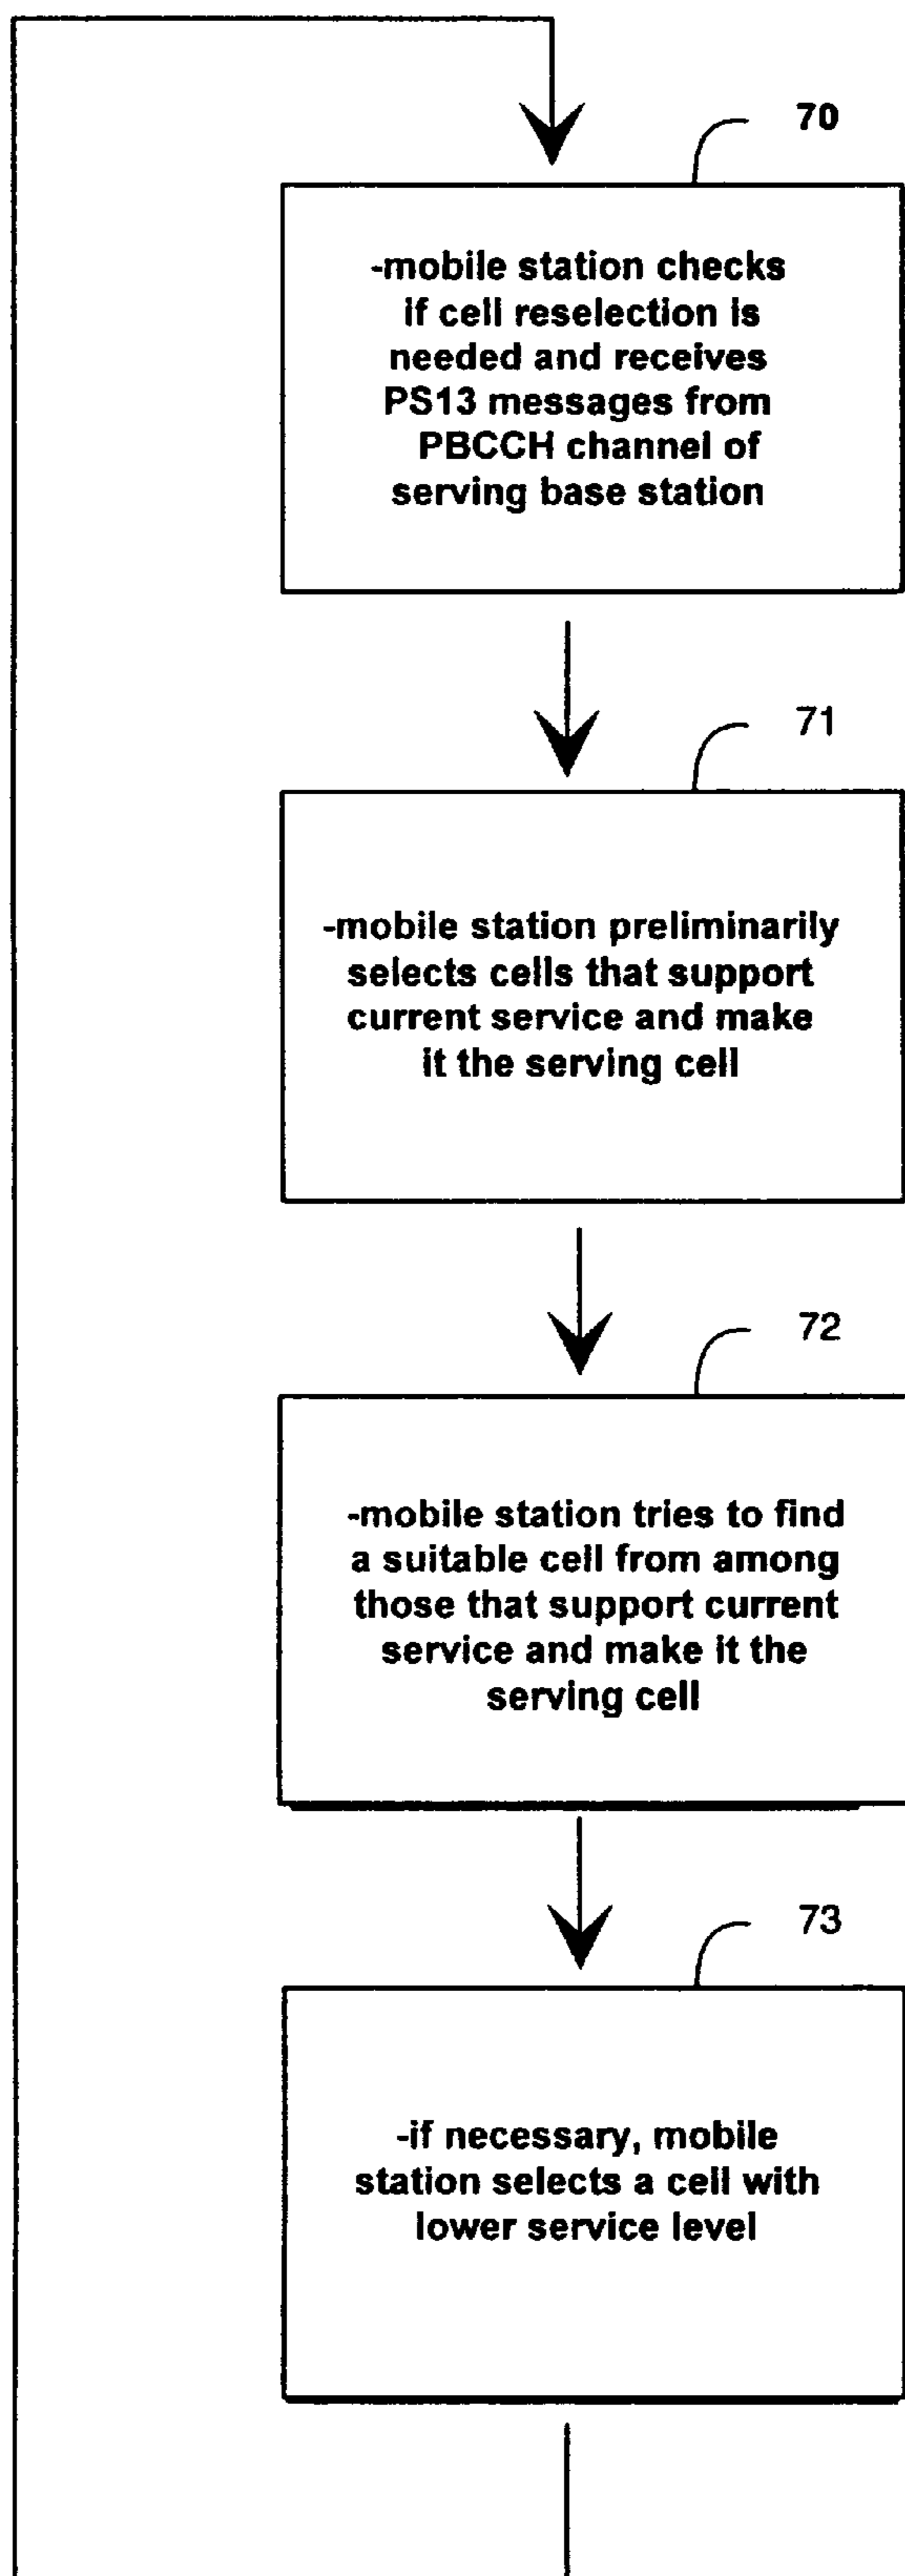 70
-mobile station checks
if cell reselection is
needed and receives
PS13 messages from
PBCCH channel of
serving base station
71
-mobile station preliminarily
selects cells that support
current service and make
it the serving cell
72
-mobile station tries to find
a suitable cell from among
those that support current
service and make it the
serving cell
73
-if necessary, mobile
station selects a cell with
lower service level